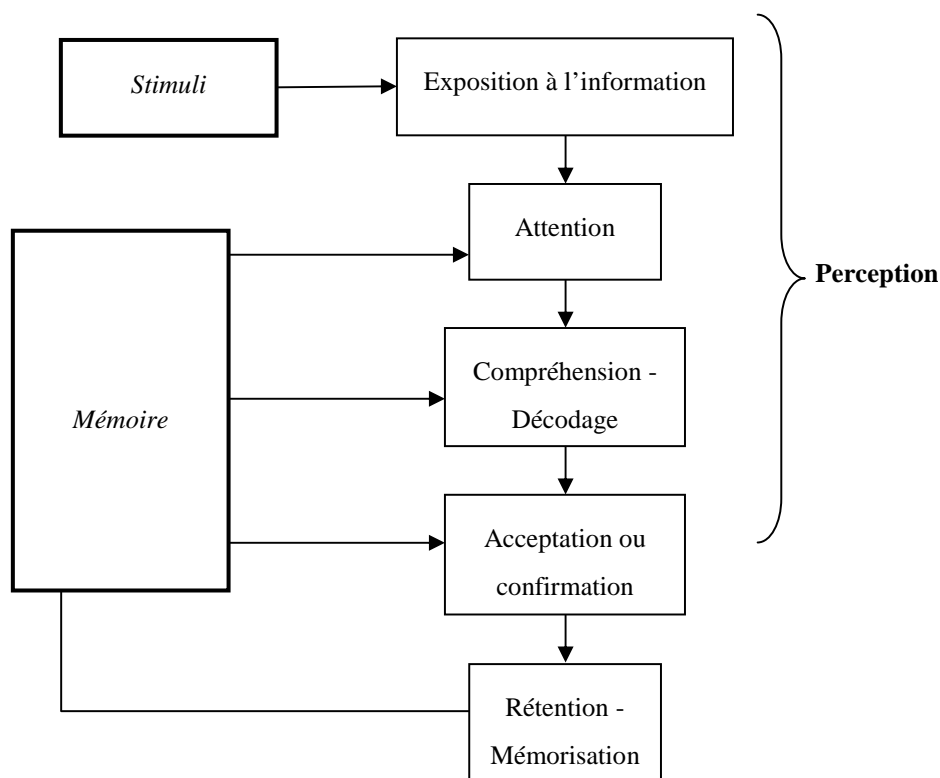 Stimuli
Exposition à l’information
Attention
Perception
Compréhension -
Décodage
Mémoire
Acceptation ou
confirmation
Rétention -
Mémorisation